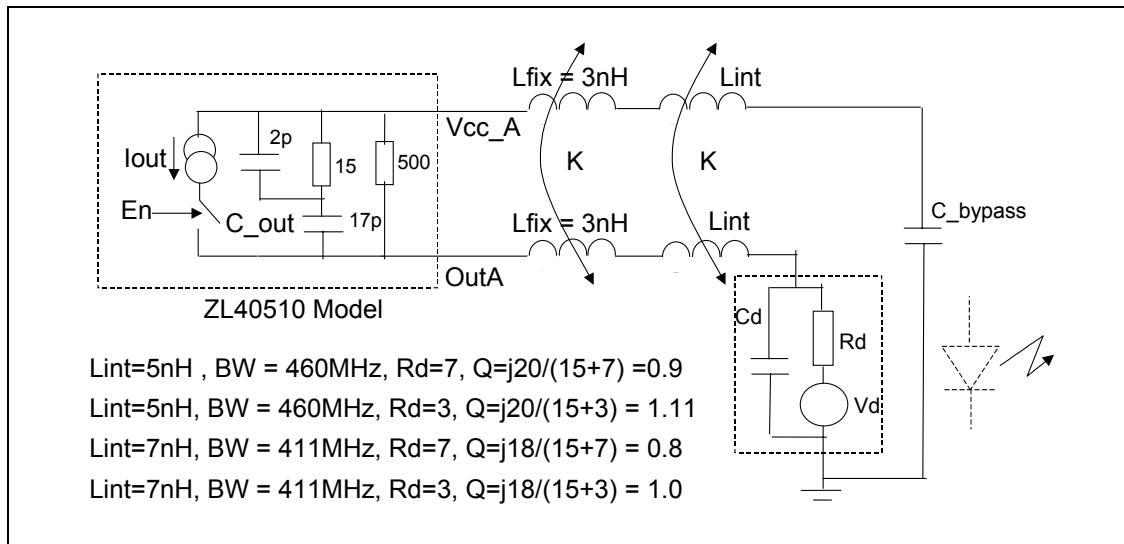 Lfix = 3nH
Lint
Vcc_A
2p
Iout
15
500
K
K
En
C_out
17p
Lfix = 3nH
Lint
C_bypass
OutA
ZL40510 Model
Cd
Rd
Vd
Lint=5nH , BW = 460MHz, Rd=7, Q=j20/(15+7) =0.9
Lint=5nH, BW = 460MHz, Rd=3, Q=j20/(15+3) = 1.11
Lint=7nH, BW = 411MHz, Rd=7, Q=j18/(15+7) = 0.8
Lint=7nH, BW = 411MHz, Rd=3, Q=j18/(15+3) = 1.0